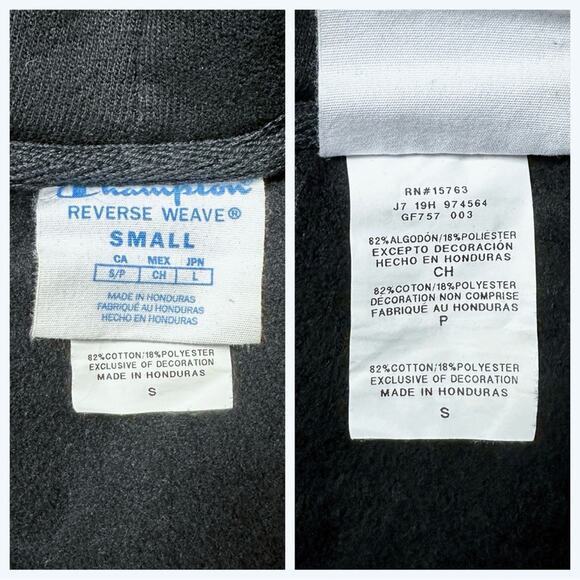 Champion
REVERSE WEAVE®
SMALL
CA MEX JPN
S/P CH L
MADE IN HONDURAS
FABRIQUÉ AU HONDURAS
HECHO EN HONDURAS
82%COTTON/18%POLYESTER
EXCLUSIVE OF DECORATION
MADE IN HONDURAS
S
RN#15763
J7 19H 974564
GF757 003
82%ALGODÓN/18%POLIÉSTER
EXCEPTO DECORACIÓN
HECHO EN HONDURAS
CH
82%COTON/18%POLYESTER
DÉCORATION NON COMPRISE
FABRIQUÉ AU HONDURAS
P
82%COTTON/18%POLYESTER
EXCLUSIVE OF DECORATION
MADE IN HONDURAS
S